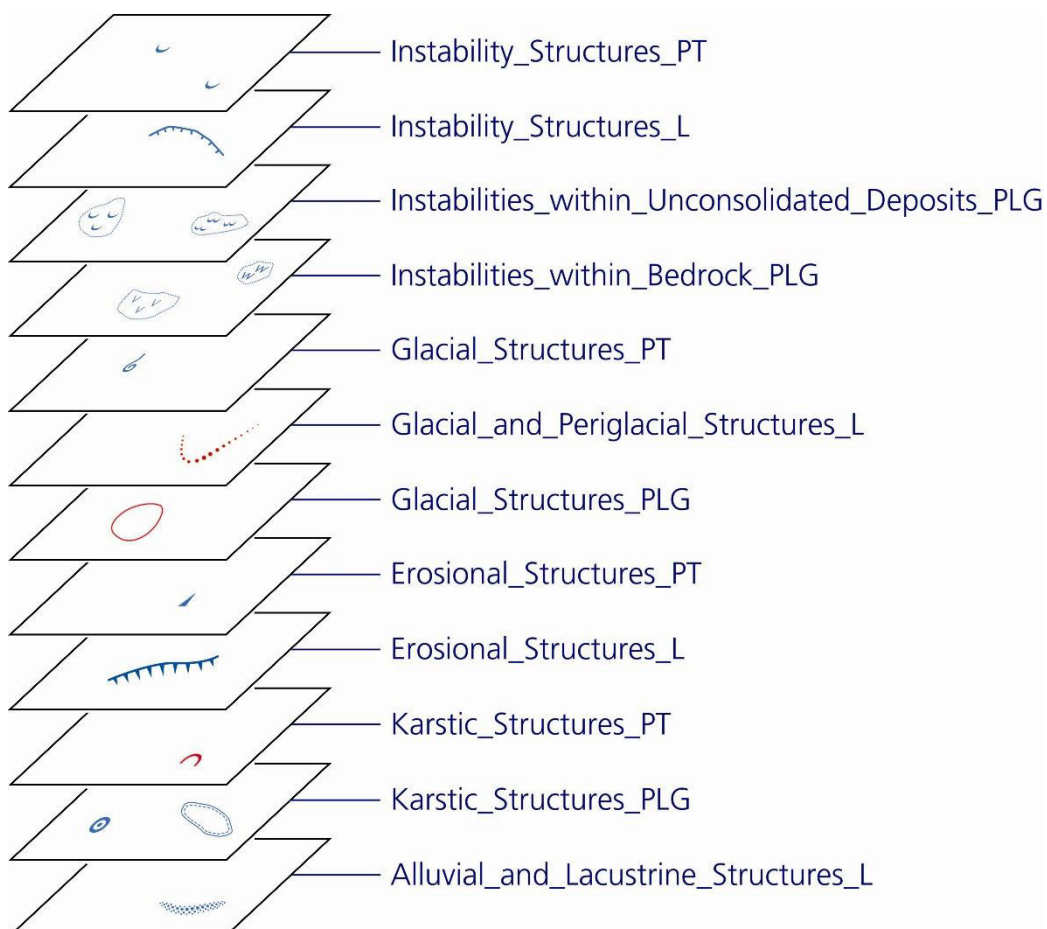 Instability_Structures_PT
Instability_Structures_L
Instabilities_within_Unconsolidated_Deposits_PLG
Instabilities_within_Bedrock_PLG
Glacial_Structures_PT
Glacial_and_Periglacial_Structures_L
Glacial_Structures_PLG
Erosional_Structures_PT
Erosional_Structures_L
Karstic_Structures_PT
Karstic_Structures_PLG
Alluvial_and_Lacustrine_Structures_L